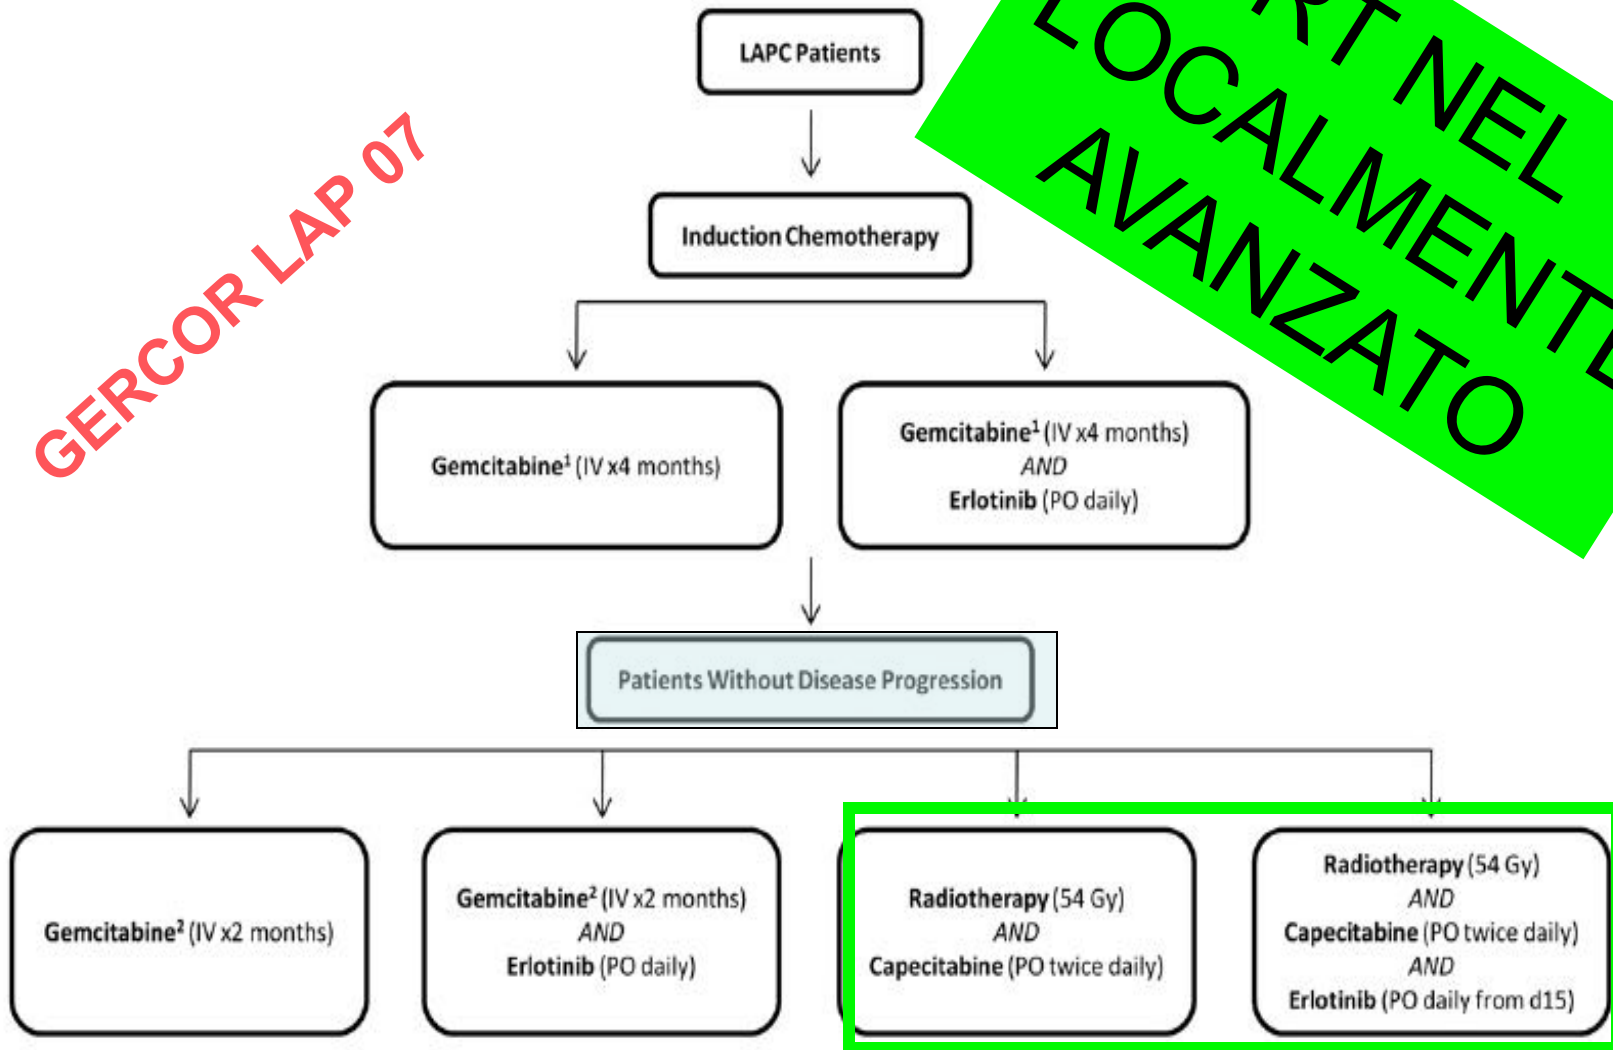 LAPC Patients
RT NEL
LOCALMENTE
AVANZATO
GERCOR LAP 07
Induction Chemotherapy
Gemcitabine¹ (IV x4 months)
Gemcitabine¹ (IV x4 months)
AND
Erlotinib (PO daily)
Patients Without Disease Progression
Gemcitabine² (IV x2 months)
Gemcitabine² (IV x2 months)
AND
Erlotinib (PO daily)
Radiotherapy (54 Gy)
AND
Capecitabine (PO twice daily)
Radiotherapy (54 Gy)
AND
Capecitabine (PO twice daily)
AND
Erlotinib (PO daily from d15)